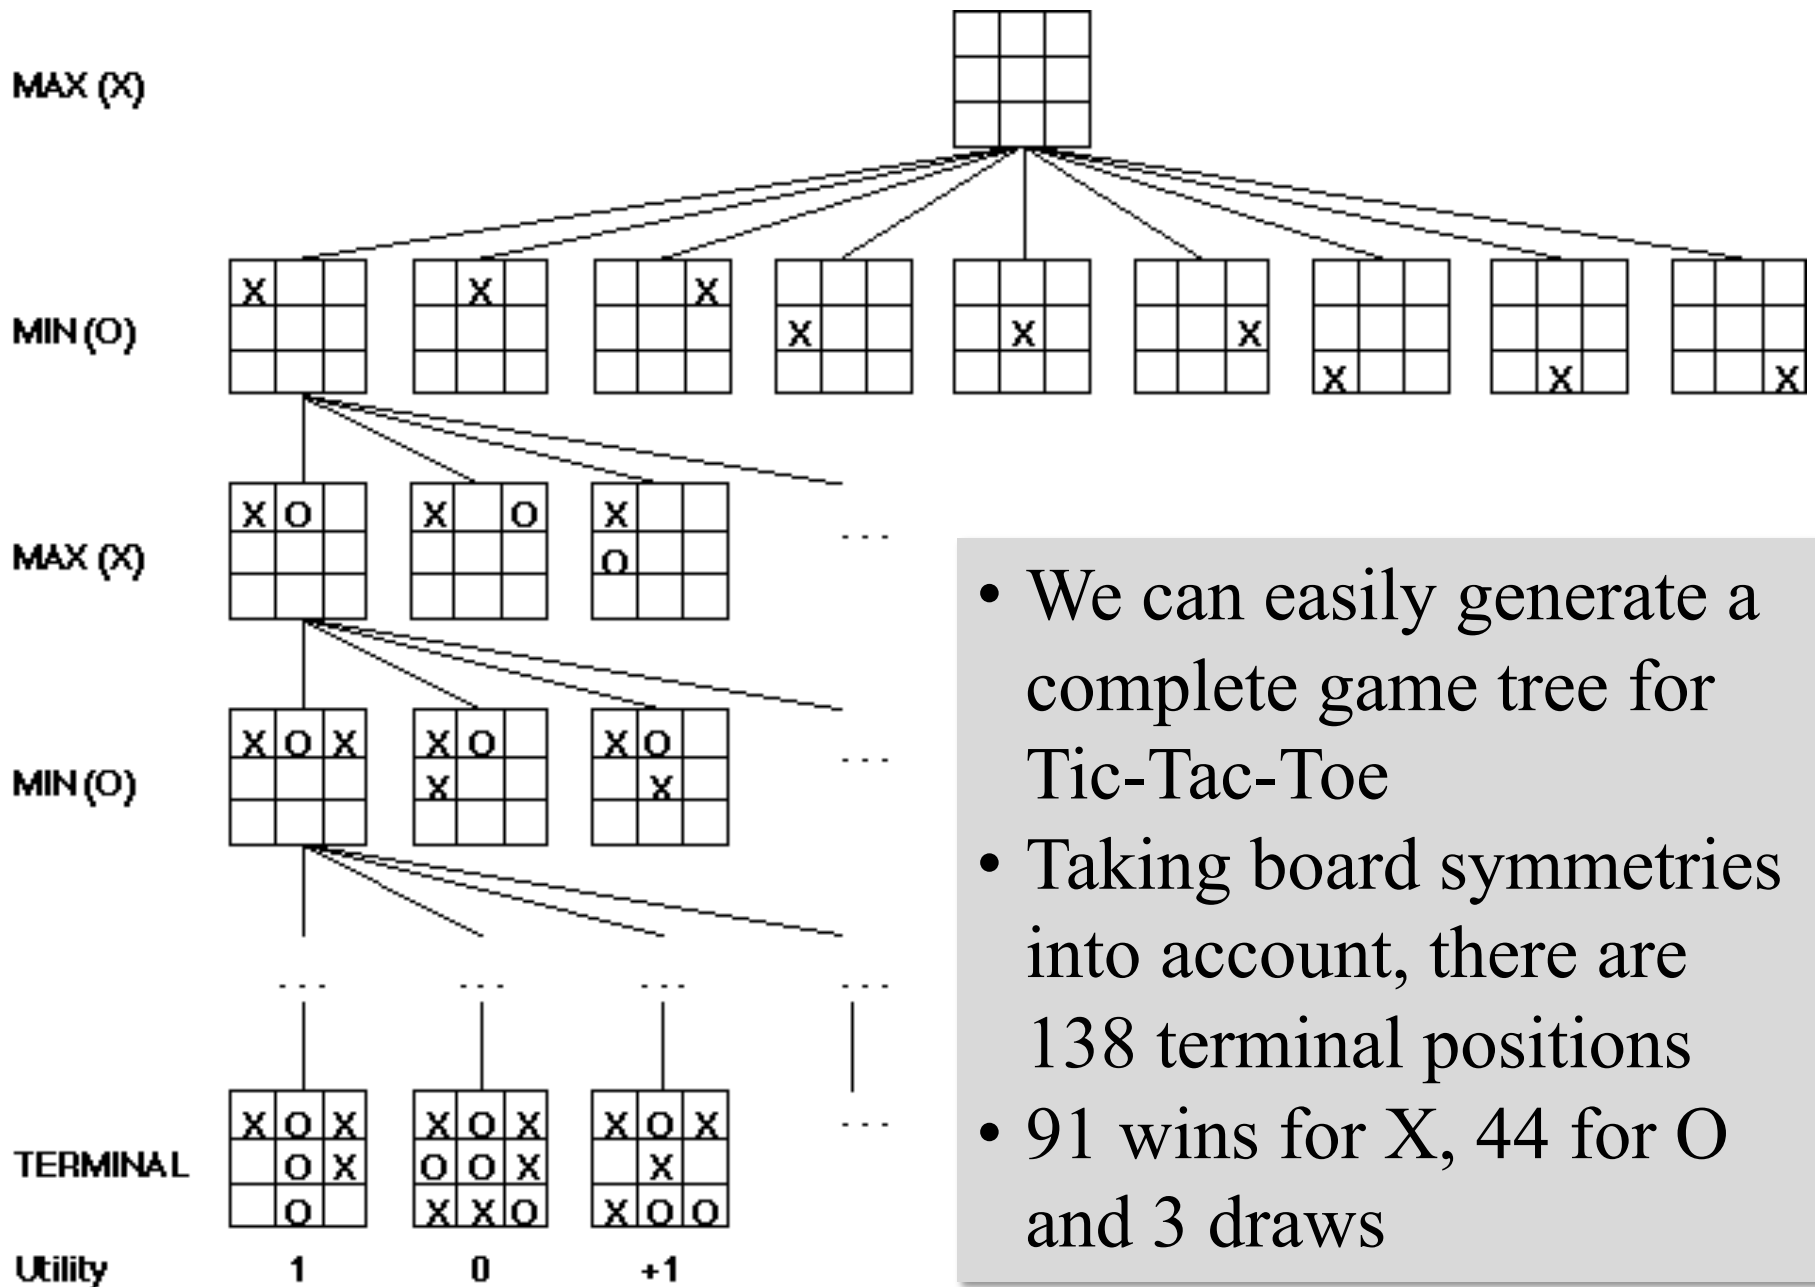 MAX (X)
X X X X X X X X X
MIN (O)
X O X O X
O
MAX (X)
...
X O X X O X O
X X
MIN (O)
...
... ... ... ...
X O X X O X X O X
TERMINAL O X O O X X
O X X O X O O
...
Utility 1 0 +1
• We can easily generate a
complete game tree for
Tic-Tac-Toe
• Taking board symmetries
into account, there are
138 terminal positions
• 91 wins for X, 44 for O
and 3 draws